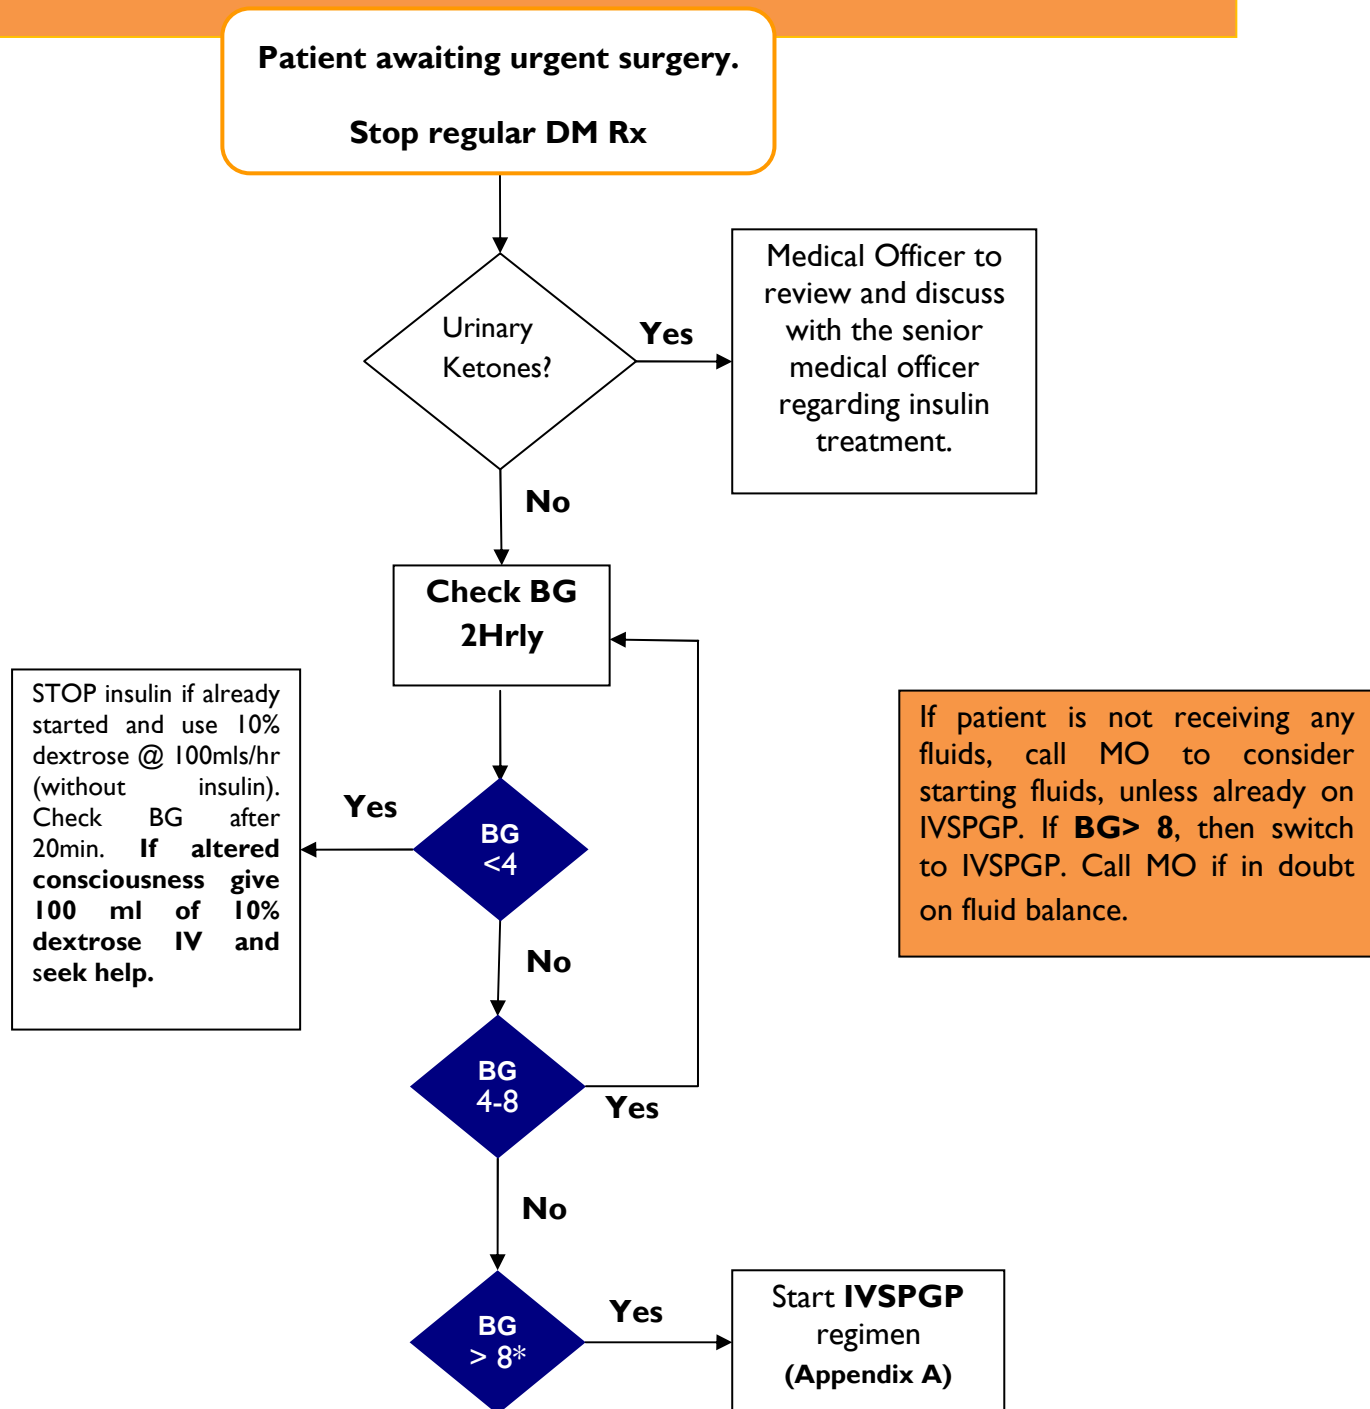 Patient awaiting urgent surgery.
Stop regular DM Rx
Urinary
Ketones?
Yes
Medical Officer to
review and discuss
with the senior
medical officer
regarding insulin
treatment.
No
Check BG
2Hrly
STOP insulin if already
started and use 10%
dextrose @ 100mls/hr
(without insulin).
Check BG after
20min. If altered
consciousness give
100 ml of 10%
dextrose IV and
seek help.
Yes
BG
<4
If patient is not receiving any
fluids, call MO to consider
starting fluids, unless already on
IVSPGP. If BG> 8, then switch
to IVSPGP. Call MO if in doubt
on fluid balance.
No
BG
4-8
Yes
No
BG
> 8*
Yes
Start IVSPGP
regimen
(Appendix A)